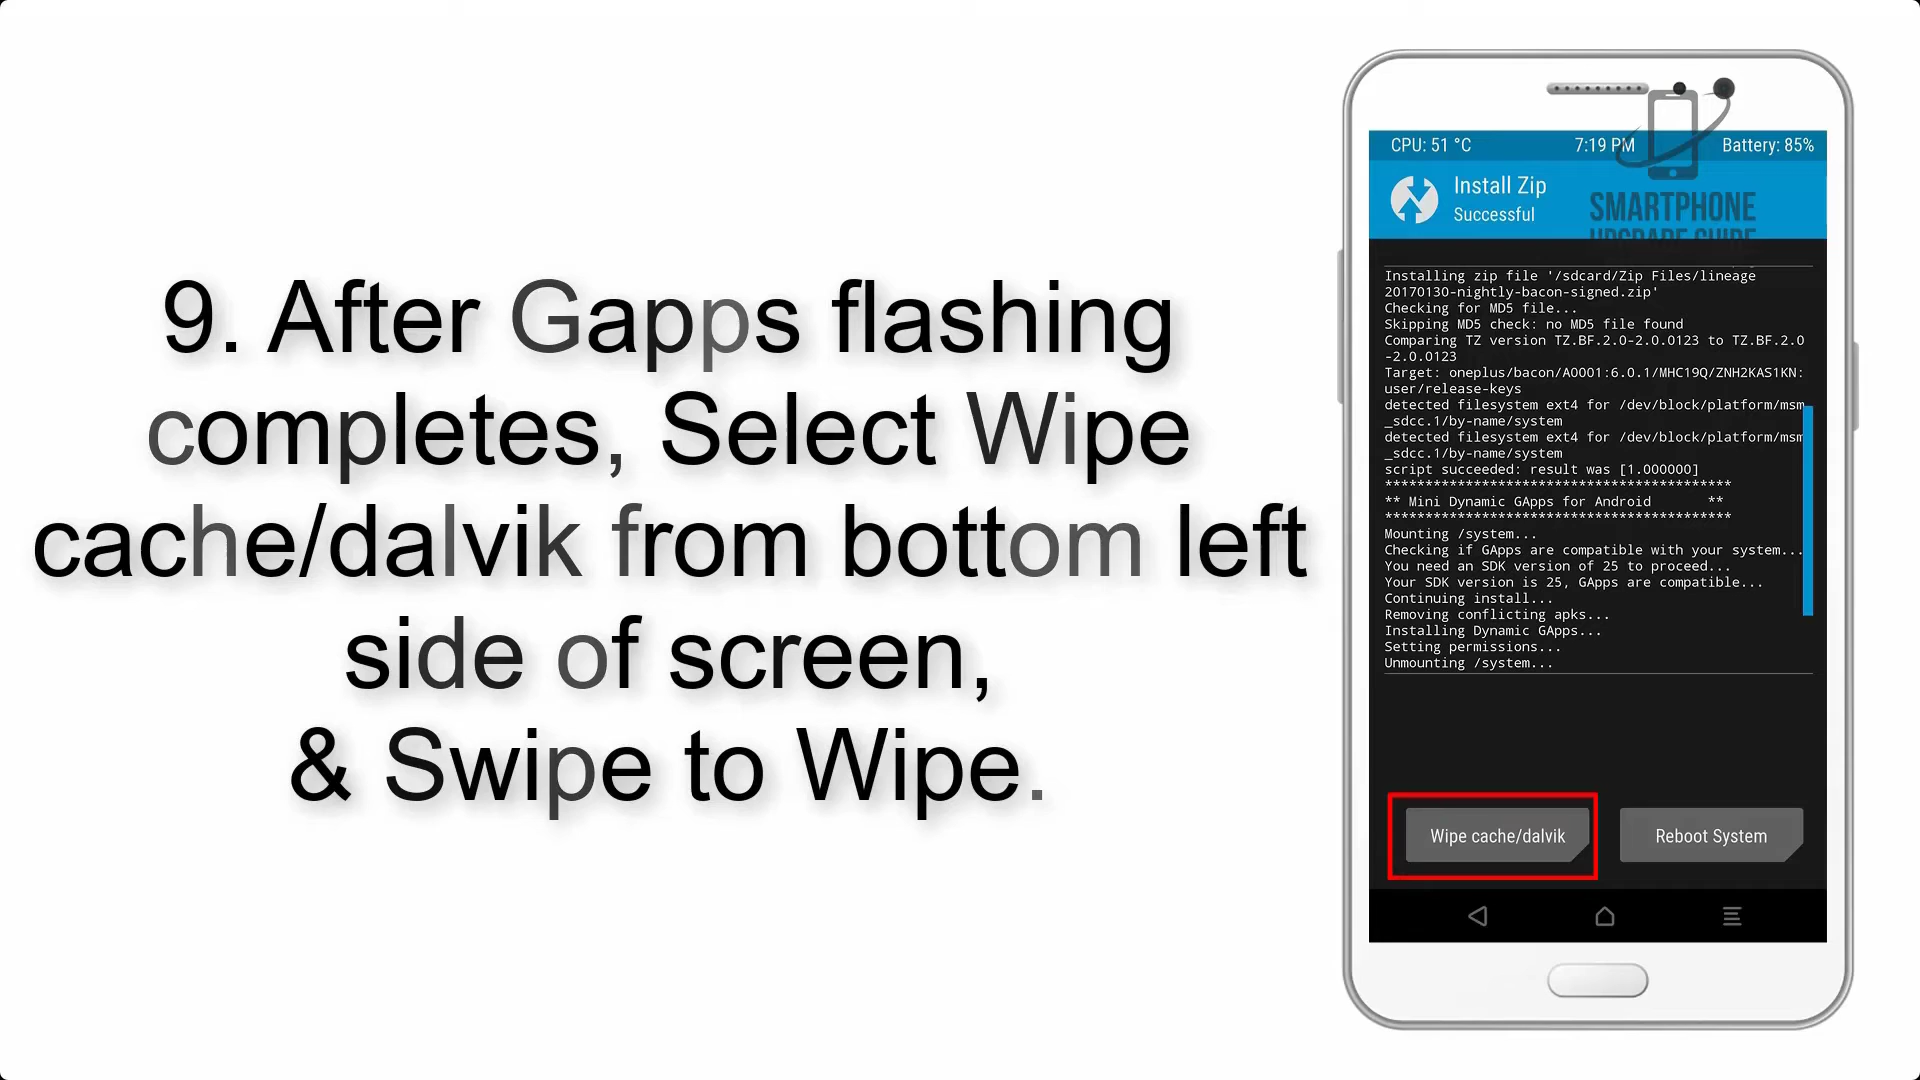 9. After Gapps flashing
completes, Select Wipe
cache/dalvik from bottom left
side of screen,
& Swipe to Wipe.
CPU: 51 °C 7:19 PM Battery: 85%
Install Zip
Successful
SMARTPHONE
UPGRADE GUIDE
Installing zip file '/sdcard/Zip Files/lineage
20170130-nightly-bacon-signed.zip'
Checking for MD5 file...
Skipping MD5 check: no MD5 file found
Comparing TZ version TZ.BF.2.0-2.0.0123 to TZ.BF.2.0
-2.0.0123
Target: oneplus/bacon/A0001:6.0.1/MHC19Q/ZNH2KAS1KN:
user/release-keys
detected filesystem ext4 for /dev/block/platform/msm
_sdcc.1/by-name/system
detected filesystem ext4 for /dev/block/platform/msm
_sdcc.1/by-name/system
script succeeded: result was [1.000000]
*******************************************
** Mini Dynamic GApps for Android **
*******************************************
Mounting /system...
Checking if GApps are compatible with your system...
You need an SDK version of 25 to proceed...
Your SDK version is 25, GApps are compatible...
Continuing install...
Removing conflicting apks...
Installing Dynamic GApps...
Setting permissions...
Unmounting /system...
Wipe cache/dalvik Reboot System